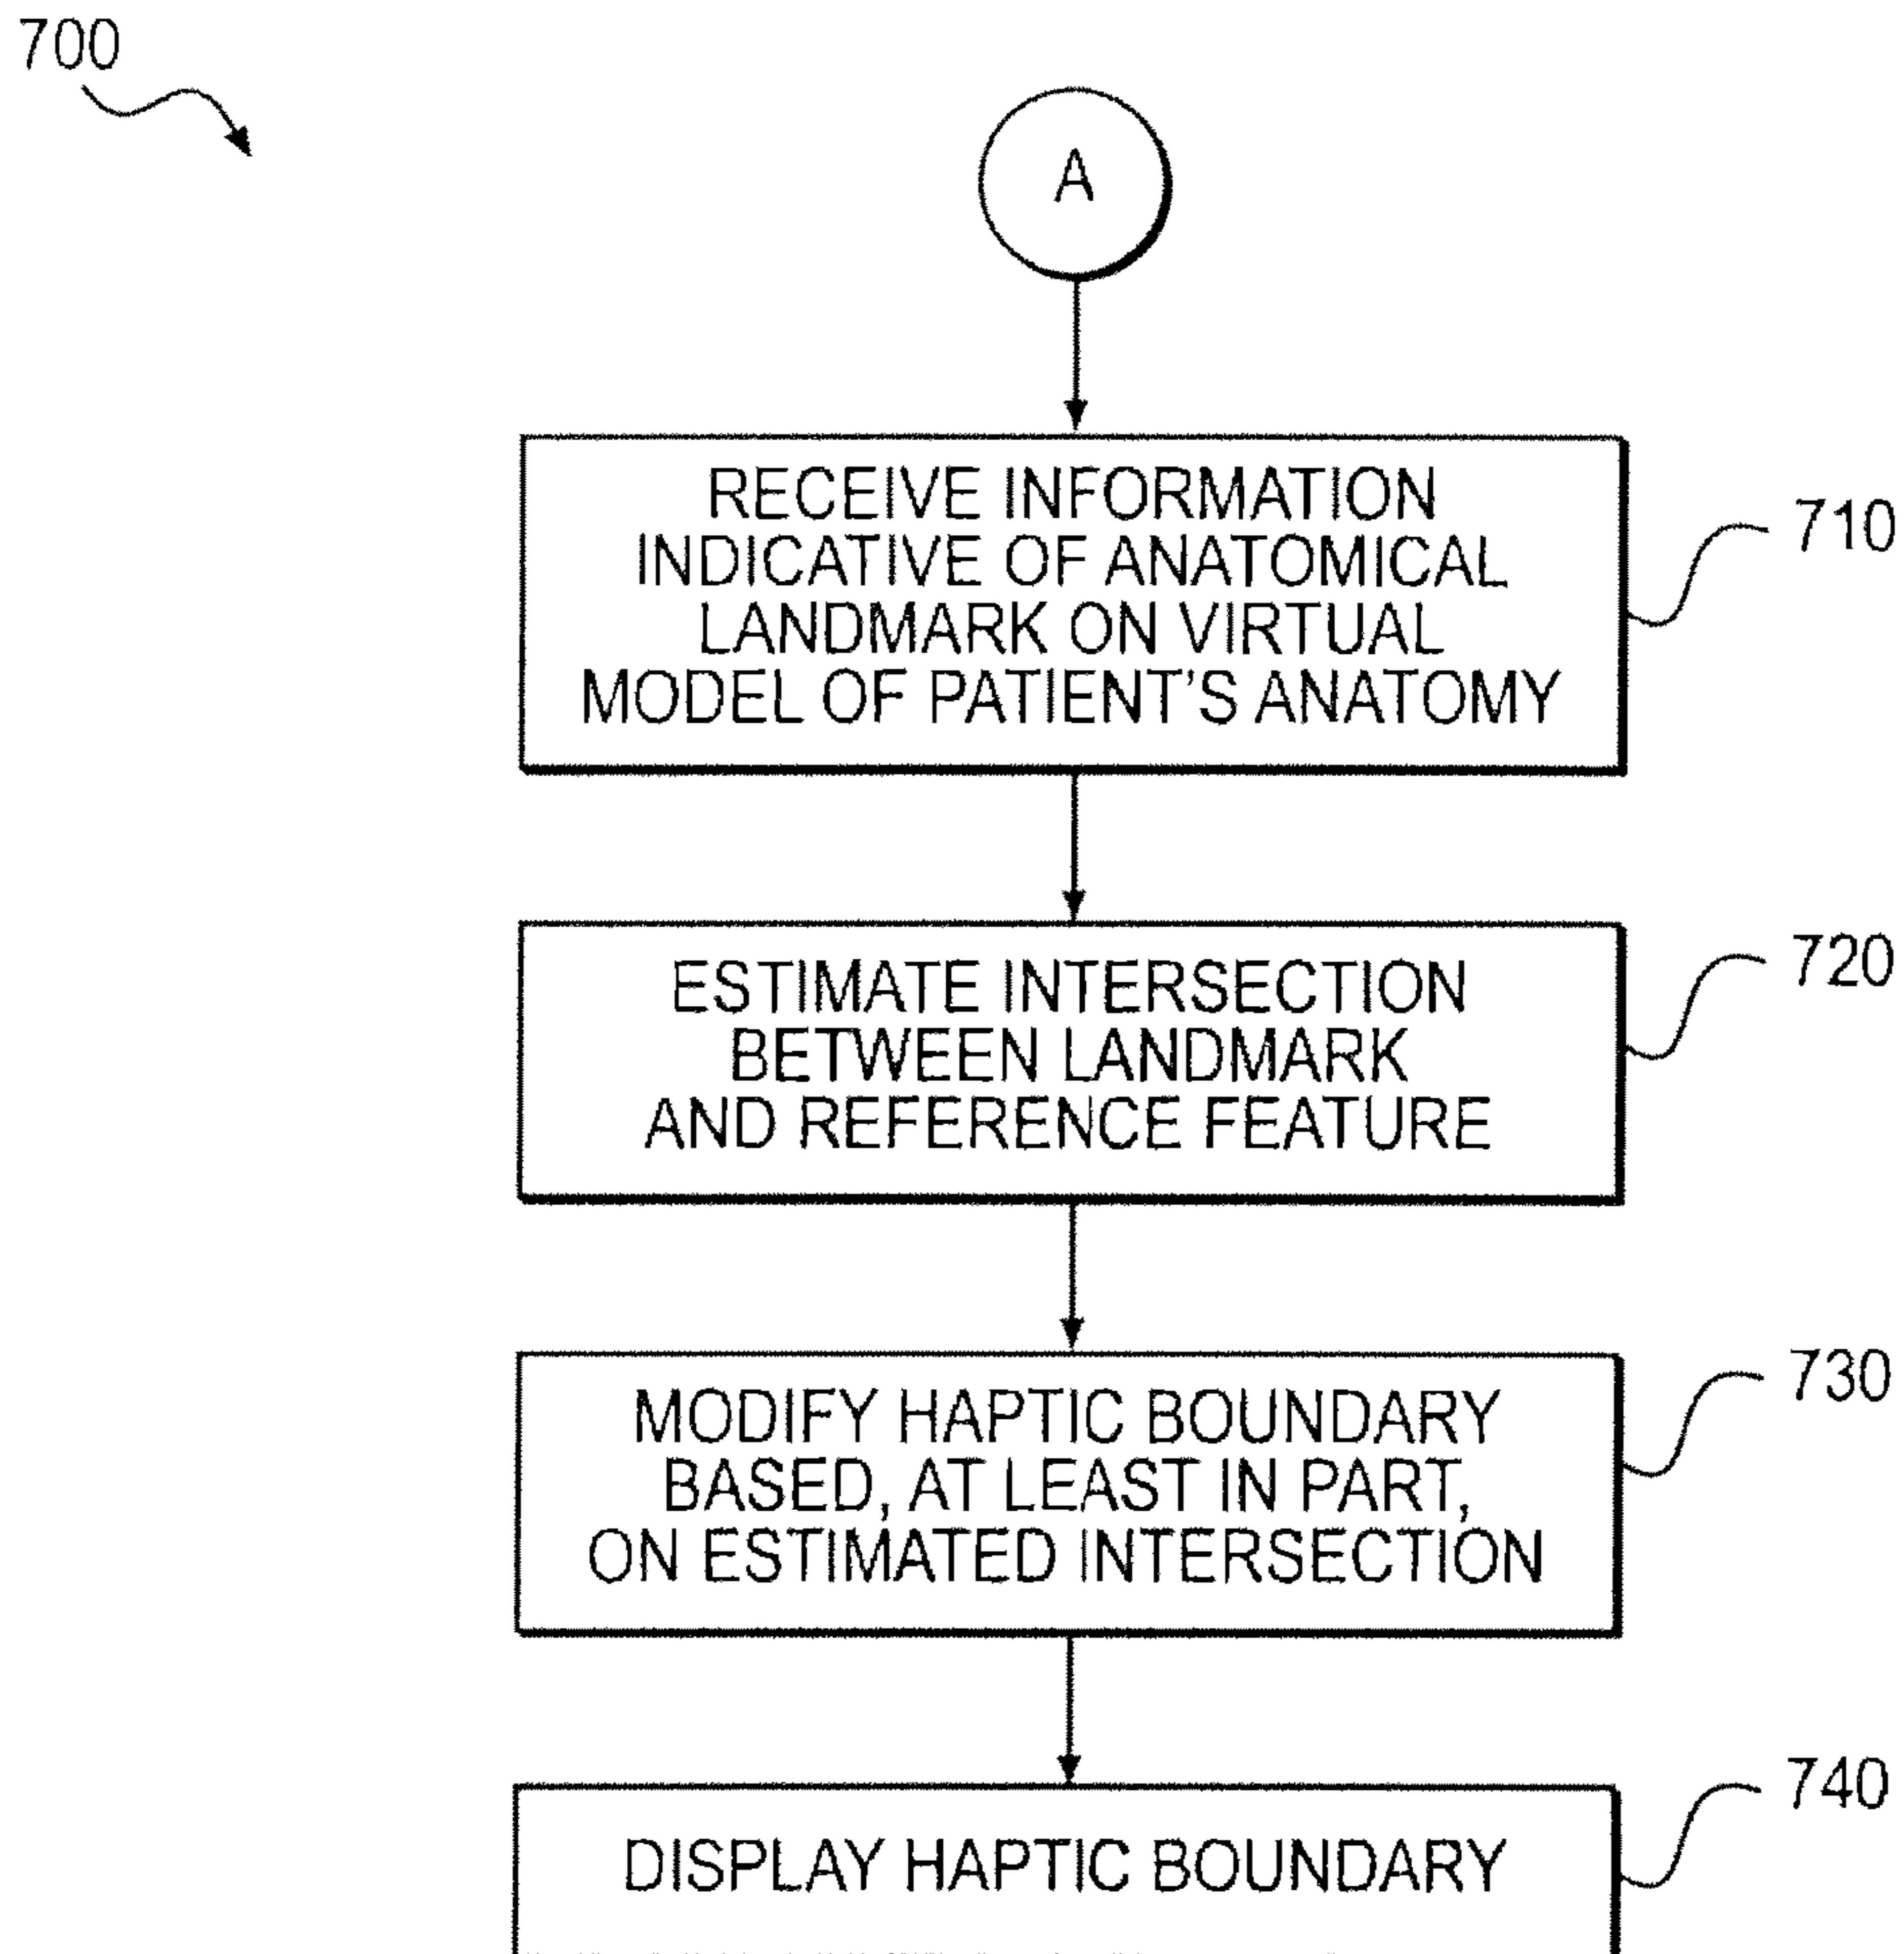 700
A
RECEIVE INFORMATION
INDICATIVE OF ANATOMICAL
LANDMARK ON VIRTUAL
MODEL OF PATIENT'S ANATOMY
710
ESTIMATE INTERSECTION
BETWEEN LANDMARK
AND REFERENCE FEATURE
720
MODIFY HAPTIC BOUNDARY
BASED, AT LEAST IN PART,
ON ESTIMATED INTERSECTION
730
DISPLAY HAPTIC BOUNDARY
740